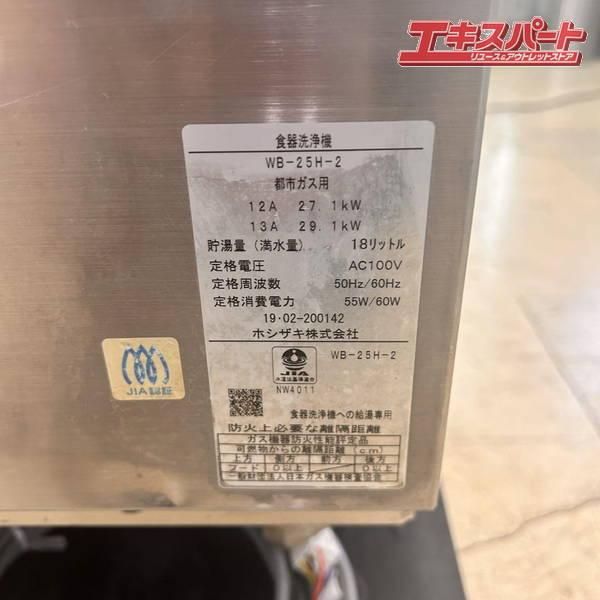 エキスパート
リユース&アウトレットストア
食器洗浄機
WB-25H-2
都市ガス用
12A 27.1kW
13A 29.1kW
貯湯量（満水量） 18リットル
定格電圧 AC100V
定格周波数 50Hz/60Hz
定格消費電力 55W/60W
19・02-200142
ホシザキ株式会社
JIA WB-25H-2
水道法基準適合
NW4011
JIA認証
食器洗浄機への給湯専用
防火上必要な離隔距離
ガス機器防火性能評定品
可燃物からの離隔距離（cm）
上方 側方 前方 後方
フード 0以上 0以上
一般財団法人日本ガス機器検査協会